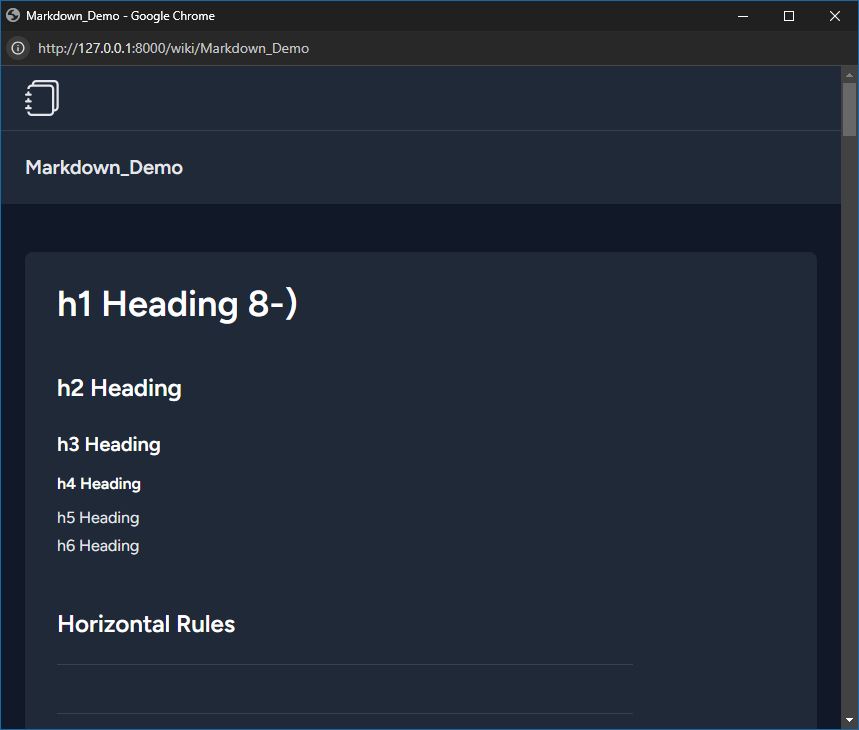 Markdown_Demo - Google Chrome
http://127.0.0.1:8000/wiki/Markdown_Demo
Markdown_Demo
h1 Heading 8-)
h2 Heading
h3 Heading
h4 Heading
h5 Heading
h6 Heading
Horizontal Rules